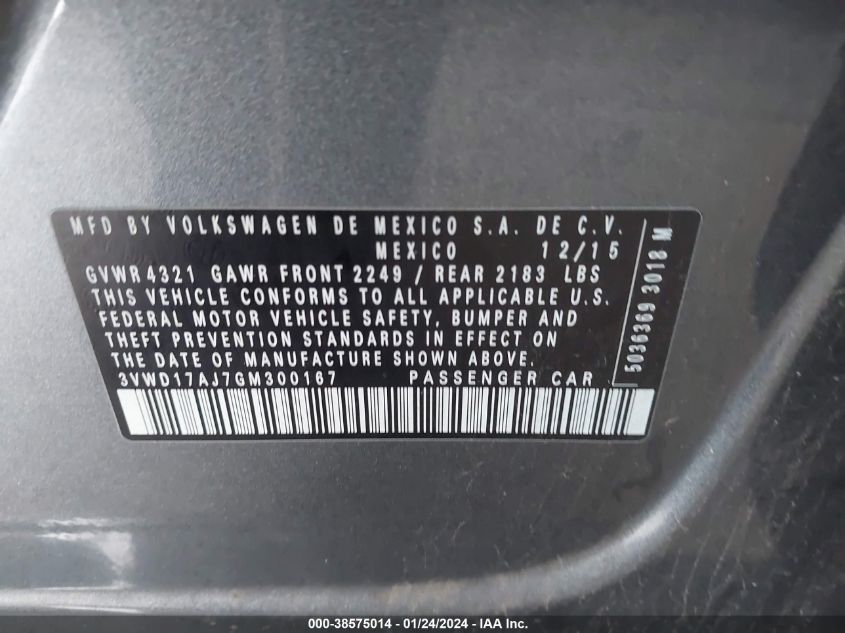 MFD BY VOLKSWAGEN DE MEXICO S.A. DE C.V.
MEXICO 12/15
GVWR 4321 GAWR FRONT 2249 / REAR 2183 LBS
THIS VEHICLE CONFORMS TO ALL APPLICABLE U.S.
FEDERAL MOTOR VEHICLE SAFETY, BUMPER AND
THEFT PREVENTION STANDARDS IN EFFECT ON
THE DATE OF MANUFACTURE SHOWN ABOVE.
3VWD17AJ7GM300167 PASSENGER CAR
5036369 3018 M
000-38575014 - 01/24/2024 - IAA Inc.